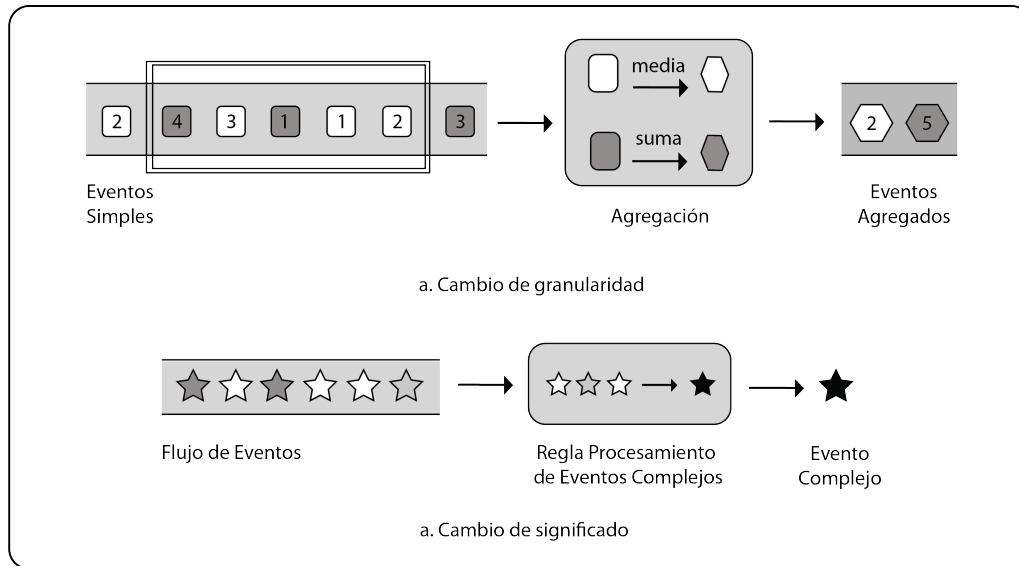 2 4 3 1 1 2 3
media
suma
2 5
Eventos
Simples
Agregación
Eventos
Agregados
a. Cambio de granularidad
Flujo de Eventos
Regla Procesamiento
de Eventos Complejos
Evento
Complejo
a. Cambio de significado